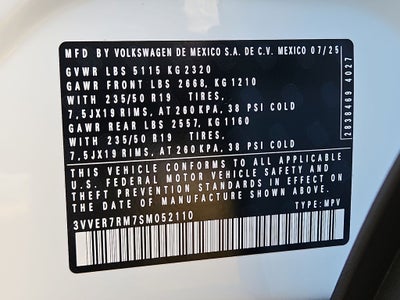 MFD BY VOLKSWAGEN DE MEXICO S.A. DE C.V. MEXICO 07/25
GVWR LBS 5115 KG 2320
GAWR FRONT LBS 2668, KG 1210
WITH 235/50 R19 TIRES,
7,5JX19 RIMS, AT 260 KPA, 38 PSI COLD
GAWR REAR LBS 2557, KG 1160
WITH 235/50 R19 TIRES,
7,5JX19 RIMS, AT 260 KPA, 38 PSI COLD
THIS VEHICLE CONFORMS TO ALL APPLICABLE
U.S. FEDERAL MOTOR VEHICLE SAFETY AND
THEFT PREVENTION STANDARDS IN EFFECT ON
THE DATE OF MANUFACTURE SHOWN ABOVE.
3VVER7RM7SM052110 TYPE: MPV
2838469 4027